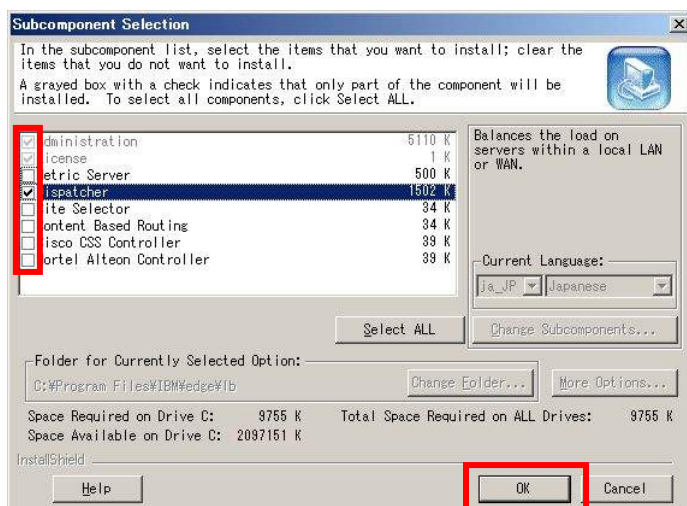 Subcomponent Selection
In the subcomponent list, select the items that you want to install; clear the
items that you do not want to install.
A grayed box with a check indicates that only part of the component will be
installed. To select all components, click Select ALL.
dministration 5110 K
icense 1 K
etric Server 500 K
ispatcher 1502 K
ite Selector 34 K
ontent Based Routing 34 K
isco CSS Controller 39 K
ortel Alteon Controller 39 K
Balances the load on
servers within a local LAN
or WAN.
Current Language:
ja_JP Japanese
Select ALL
Change Subcomponents...
Folder for Currently Selected Option:
C:¥Program Files¥IBM¥edge¥lb
Change Folder...
More Options...
Space Required on Drive C: 9755 K
Total Space Required on ALL Drives: 9755 K
Space Available on Drive C: 2097151 K
InstallShield
Help
OK
Cancel